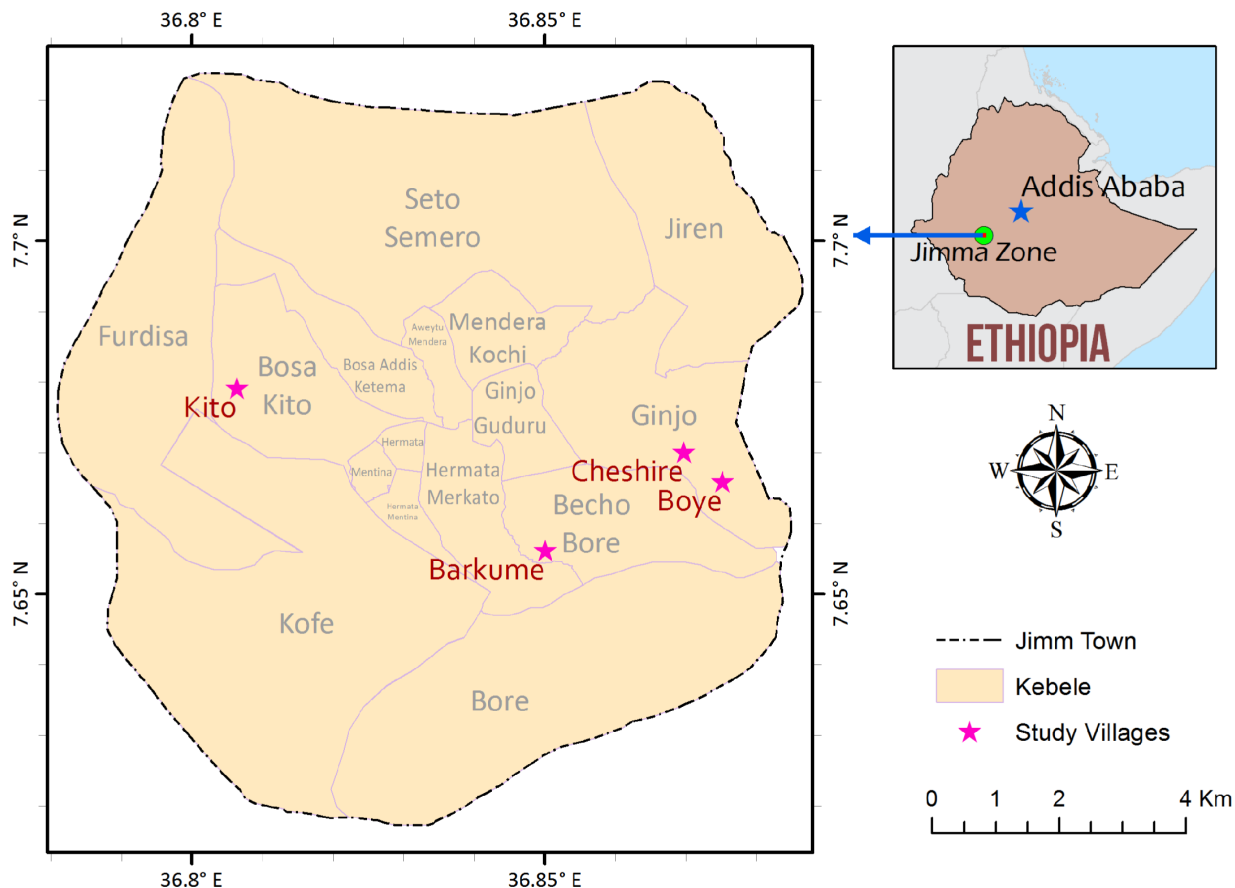 36.8° E
36.85° E
7.7° N
7.65° N
Seto
Semero
Jiren
Furdisa
Aweytu
Mendera
Mendera
Kochi
Bosa
Kito
Bosa Addis
Ketema
Ginjo
Guduru
Kito
Ginjo
Hermata
Mentina
Hermata
Merkato
Hermata
Mentina
Cheshire
Boye
Becho
Bore
Barkume
Kofe
Bore
7.7° N
7.65° N
36.8° E
36.85° E
Addis Ababa
Jimma Zone
ETHIOPIA
N
W
E
S
Jimm Town
Kebele
Study Villages
0 1 2 4 Km